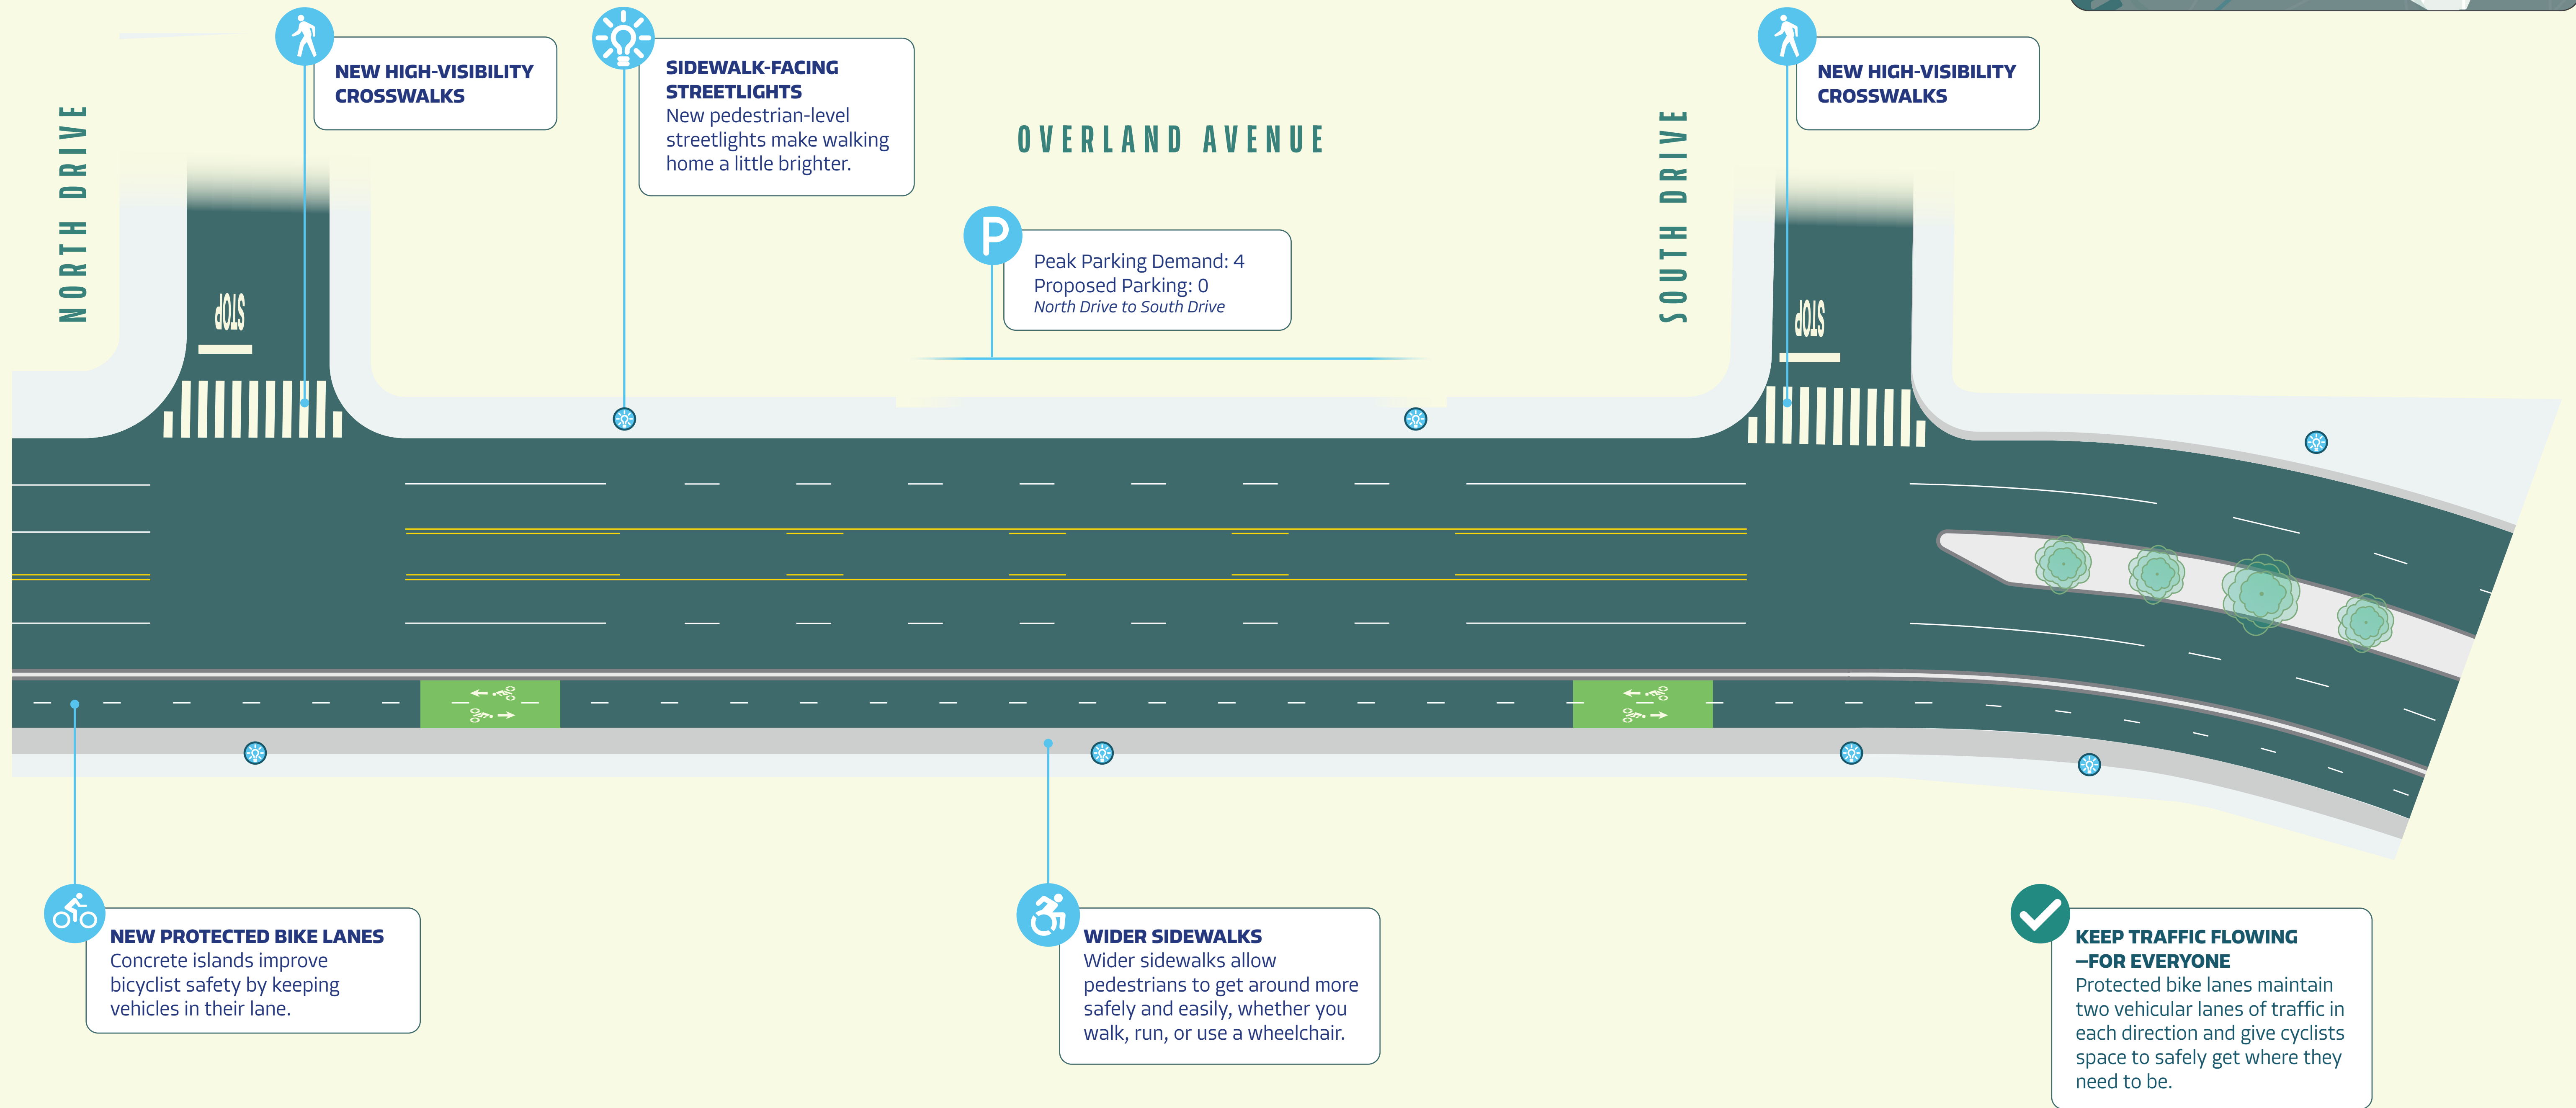 NEW HIGH-VISIBILITY
CROSSWALKS
SIDEWALK-FACING
STREETLIGHTS
New pedestrian-level
streetlights make walking
home a little brighter.
NEW HIGH-VISIBILITY
CROSSWALKS
NORTH DRIVE
OVERLAND AVENUE
SOUTH DRIVE
P
Peak Parking Demand: 4
Proposed Parking: 0
North Drive to South Drive
STOP
STOP
NEW PROTECTED BIKE LANES
Concrete islands improve
bicyclist safety by keeping
vehicles in their lane.
WIDER SIDEWALKS
Wider sidewalks allow
pedestrians to get around more
safely and easily, whether you
walk, run, or use a wheelchair.
KEEP TRAFFIC FLOWING
—FOR EVERYONE
Protected bike lanes maintain
two vehicular lanes of traffic in
each direction and give cyclists
space to safely get where they
need to be.